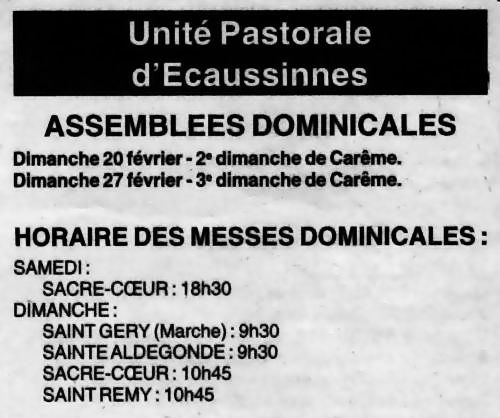 Unité Pastorale
d'Ecaussinnes
ASSEMBLEES DOMINICALES
Dimanche 20 février - 2e dimanche de Carême.
Dimanche 27 février - 3e dimanche de Carême.
HORAIRE DES MESSES DOMINICALES :
SAMEDI :
SACRE-CŒUR : 18h30
DIMANCHE :
SAINT GERY (Marche) : 9h30
SAINTE ALDEGONDE : 9h30
SACRE-CŒUR : 10h45
SAINT REMY : 10h45